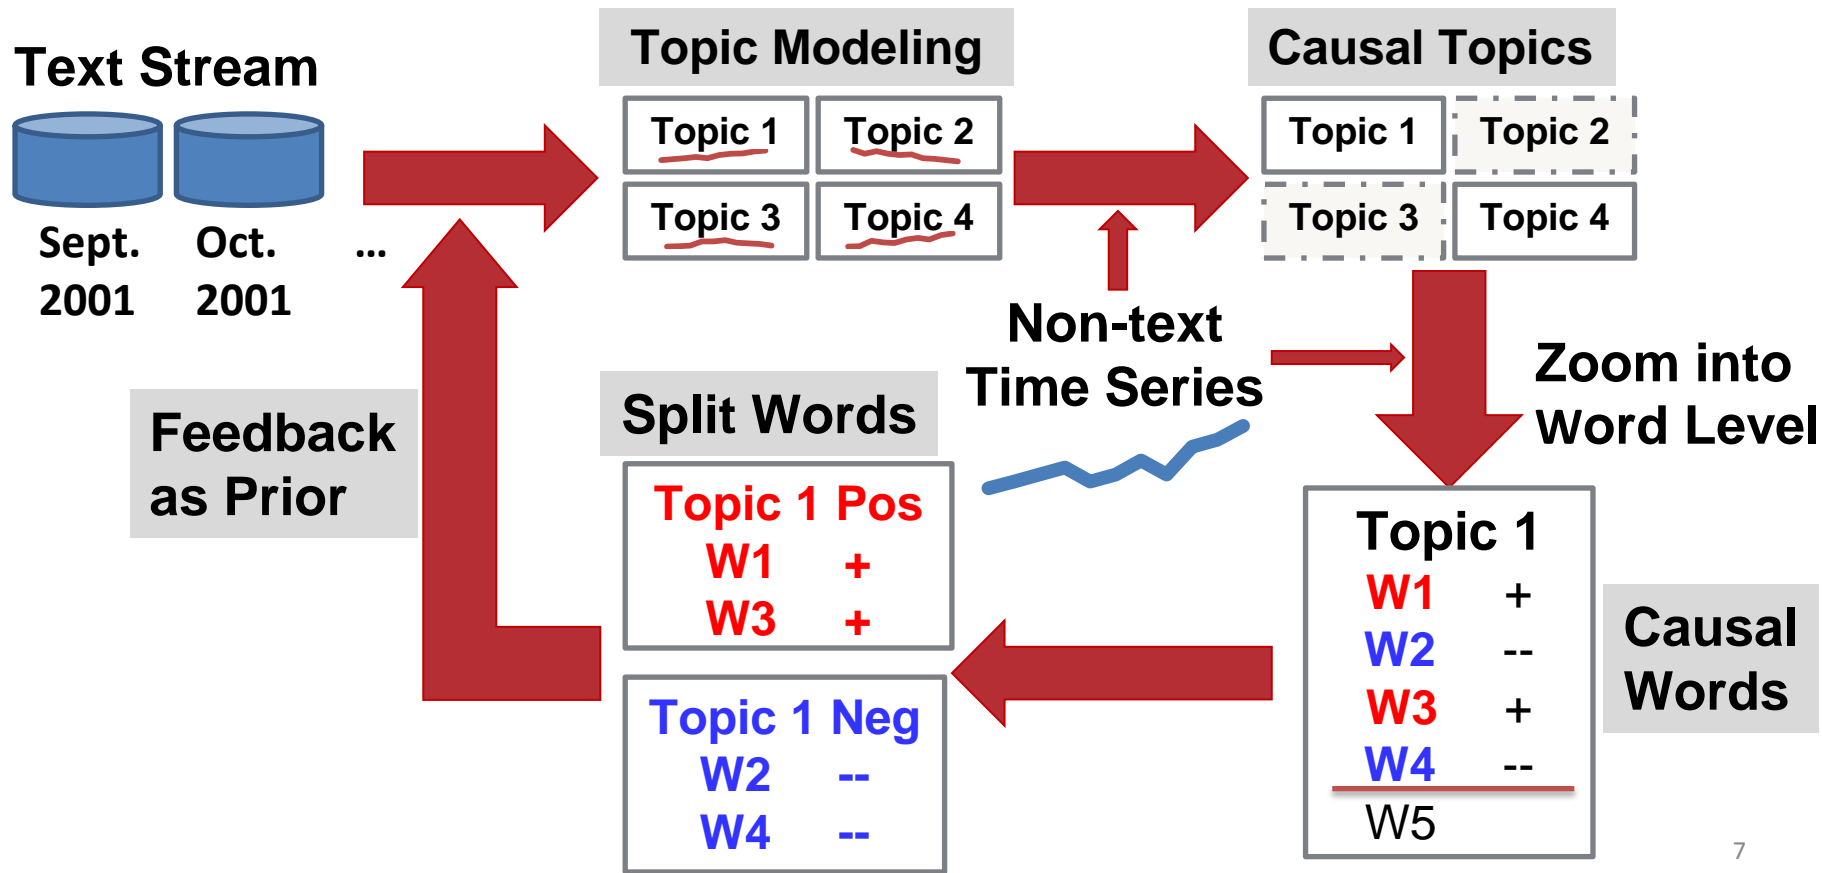 Text Stream
Sept. 2001
Oct. 2001
...
Topic Modeling
Topic 1
Topic 2
Topic 3
Topic 4
Causal Topics
Topic 1
Topic 2
Topic 3
Topic 4
Non-text
Time Series
Zoom into
Word Level
Topic 1
W1 +
W2 --
W3 +
W4 --
W5
Causal
Words
Split Words
Topic 1 Pos
W1 +
W3 +
Topic 1 Neg
W2 --
W4 --
Feedback
as Prior
7